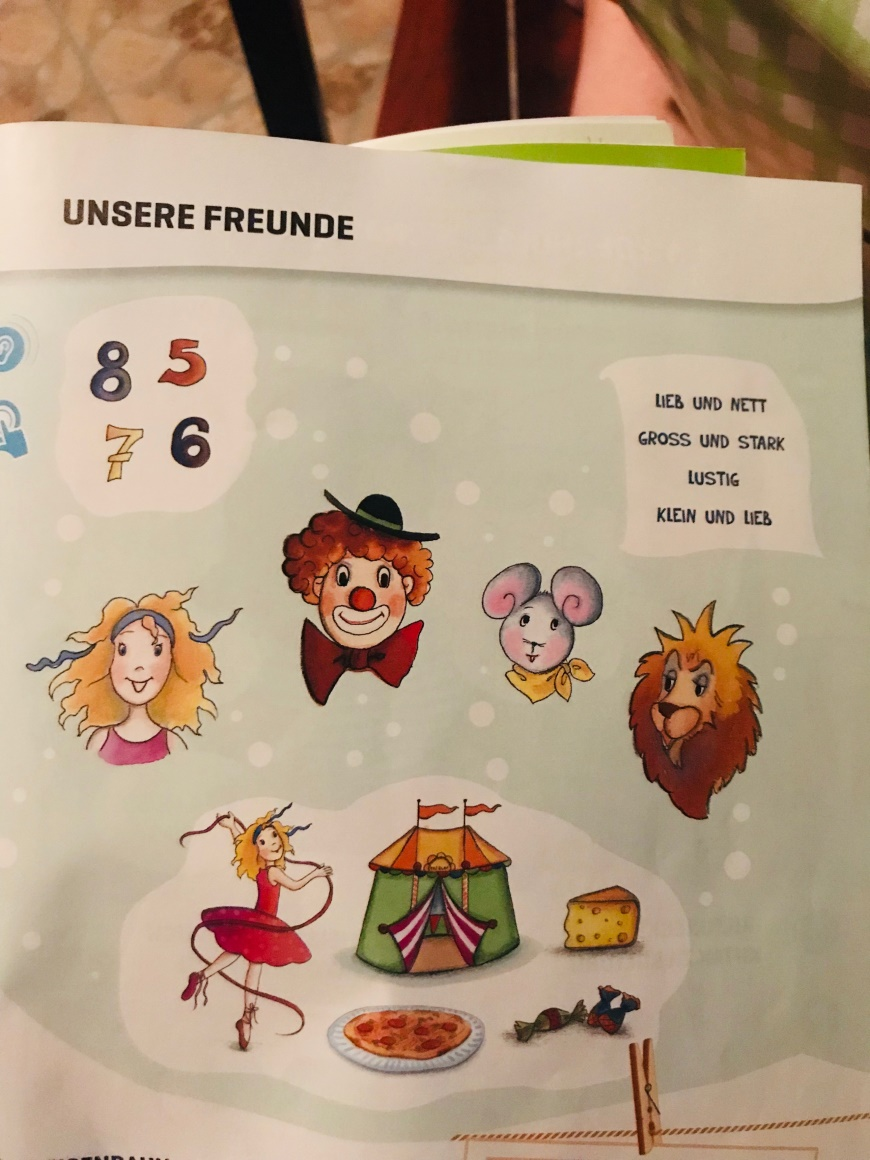 UNSERE FREUNDE
8 5
7 6
LIEB UND NETT
GROSS UND STARK
LUSTIG
KLEIN UND LIEB